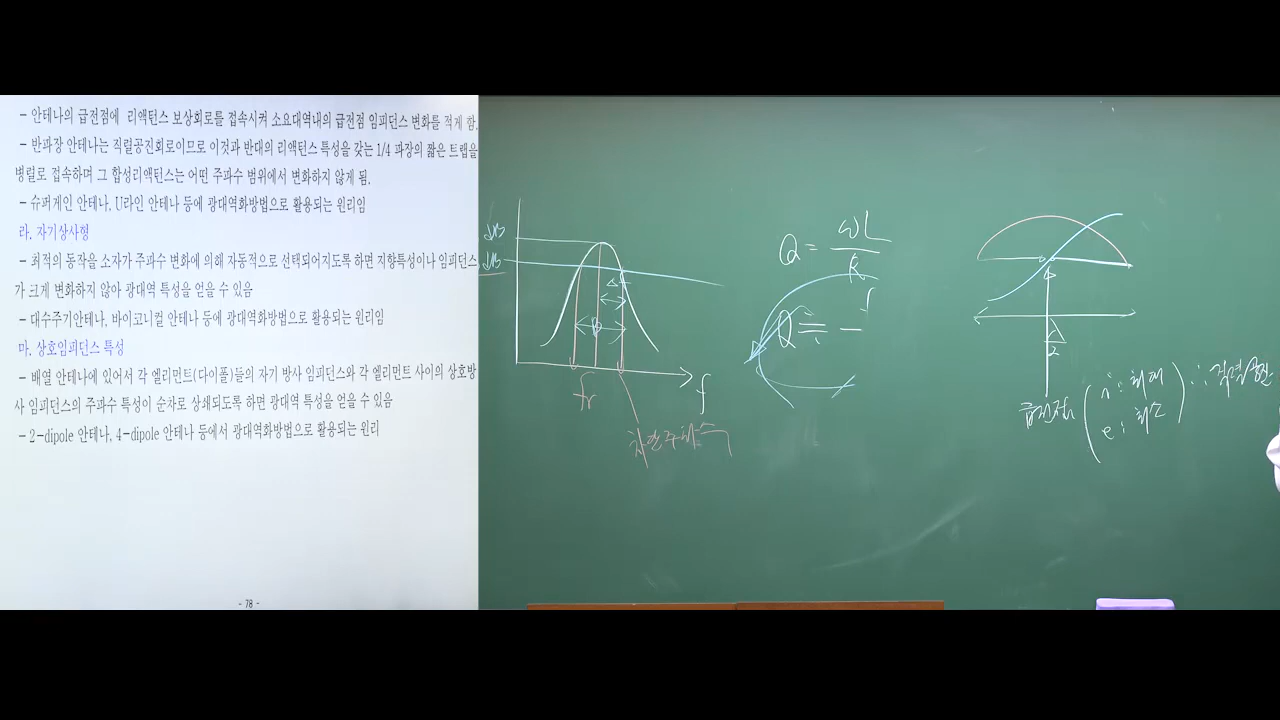 - 안테나의 급전점에 리액턴스 보상회로를 접속시켜 소요대역내의 급전점 임피던스 변화를 적게 함.
- 반파장 안테나는 직렬공진회로이므로 이것과 반대의 리액턴스 특성을 갖는 1/4 파장의 짧은 트랩을
병렬로 접속하며 그 합성리액턴스는 어떤 주파수 범위에서 변화하지 않게 됨.
- 슈퍼게인 안테나, U라인 안테나 등에 광대역화방법으로 활용되는 원리임
라. 자기상사형
- 최적의 동작을 소자가 주파수 변화에 의해 자동적으로 선택되어지도록 하면 지향특성이나 임피던스
가 크게 변화하지 않아 광대역 특성을 얻을 수 있음
- 대수주기안테나, 바이코니컬 안테나 등에 광대역화방법으로 활용되는 원리임
마. 상호임피던스 특성
- 배열 안테나에 있어서 각 엘리먼트(다이폴)들의 자기 방사 임피던스와 각 엘리먼트 사이의 상호방
사 임피던스의 주파수 특성이 순차로 상쇄되도록 하면 광대역 특성을 얻을 수 있음
- 2-dipole 안테나, 4-dipole 안테나 등에서 광대역화방법으로 활용되는 원리
- 78 -
dB
dB
B
fr
f
차단주파수
Q = ωL
R
Q ≒
f
급전점
i : 최대
e : 최소
∴ 직렬공진